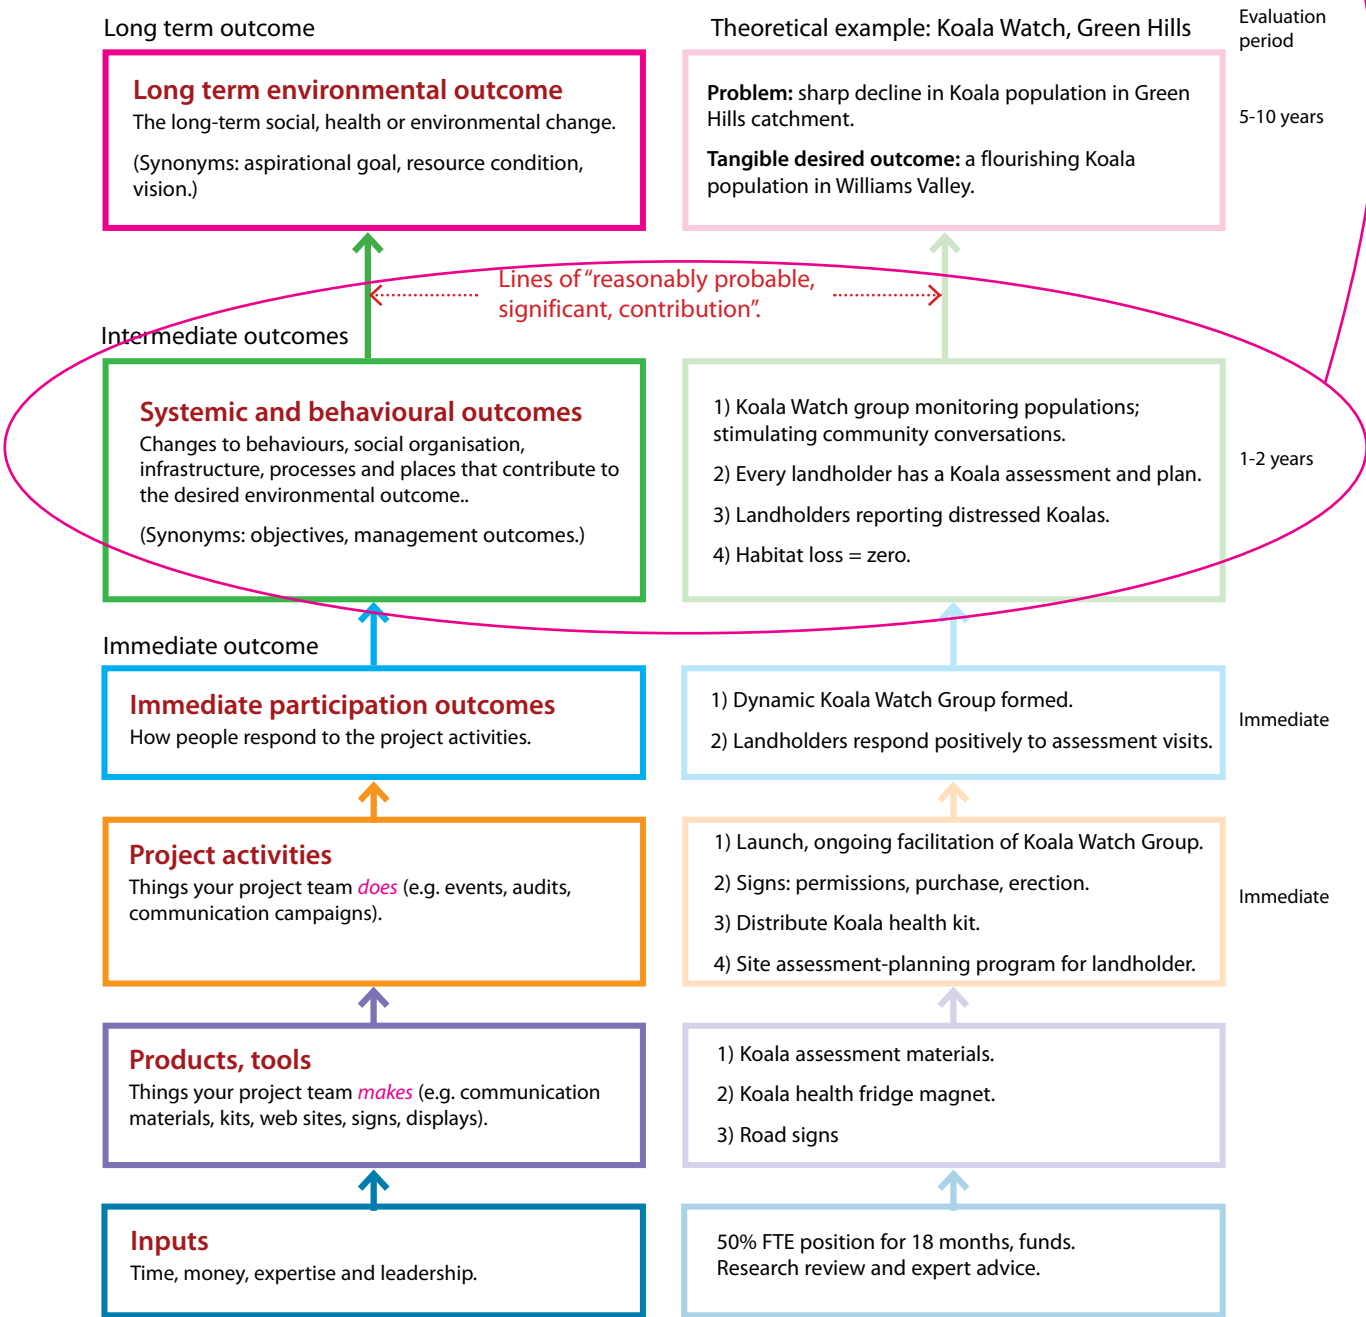 Long term outcome
Theoretical example: Koala Watch, Green Hills
Evaluation
period
Long term environmental outcome
The long-term social, health or environmental change.
(Synonyms: aspirational goal, resource condition,
vision.)
Problem: sharp decline in Koala population in Green
Hills catchment.
Tangible desired outcome: a flourishing Koala
population in Williams Valley.
5-10 years
Lines of “reasonably probable,
significant, contribution”.
Intermediate outcomes
Systemic and behavioural outcomes
Changes to behaviours, social organisation,
infrastructure, processes and places that contribute to
the desired environmental outcome..
(Synonyms: objectives, management outcomes.)
1) Koala Watch group monitoring populations;
stimulating community conversations.
2) Every landholder has a Koala assessment and plan.
3) Landholders reporting distressed Koalas.
4) Habitat loss = zero.
1-2 years
Immediate outcome
Immediate participation outcomes
How people respond to the project activities.
1) Dynamic Koala Watch Group formed.
2) Landholders respond positively to assessment visits.
Immediate
Project activities
Things your project team does (e.g. events, audits,
communication campaigns).
1) Launch, ongoing facilitation of Koala Watch Group.
2) Signs: permissions, purchase, erection.
3) Distribute Koala health kit.
4) Site assessment-planning program for landholder.
Immediate
Products, tools
Things your project team makes (e.g. communication
materials, kits, web sites, signs, displays).
1) Koala assessment materials.
2) Koala health fridge magnet.
3) Road signs
Inputs
Time, money, expertise and leadership.
50% FTE position for 18 months, funds.
Research review and expert advice.